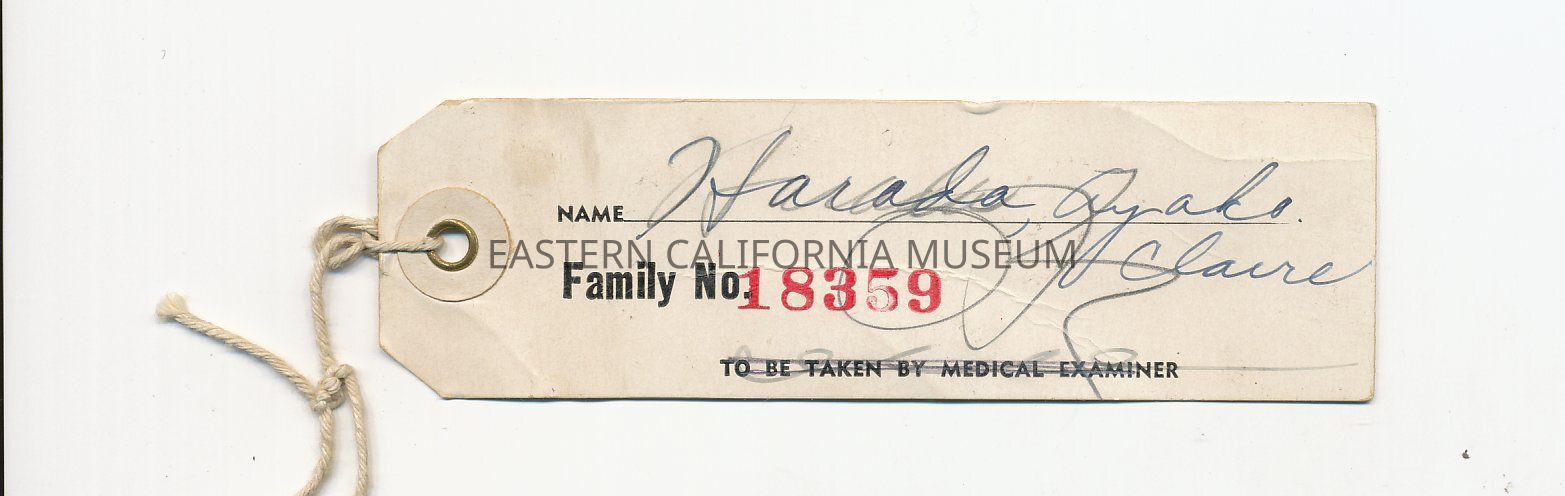 NAME Harada, Ayako.
Claire
EASTERN CALIFORNIA MUSEUM
Family No. 18359
TO BE TAKEN BY MEDICAL EXAMINER